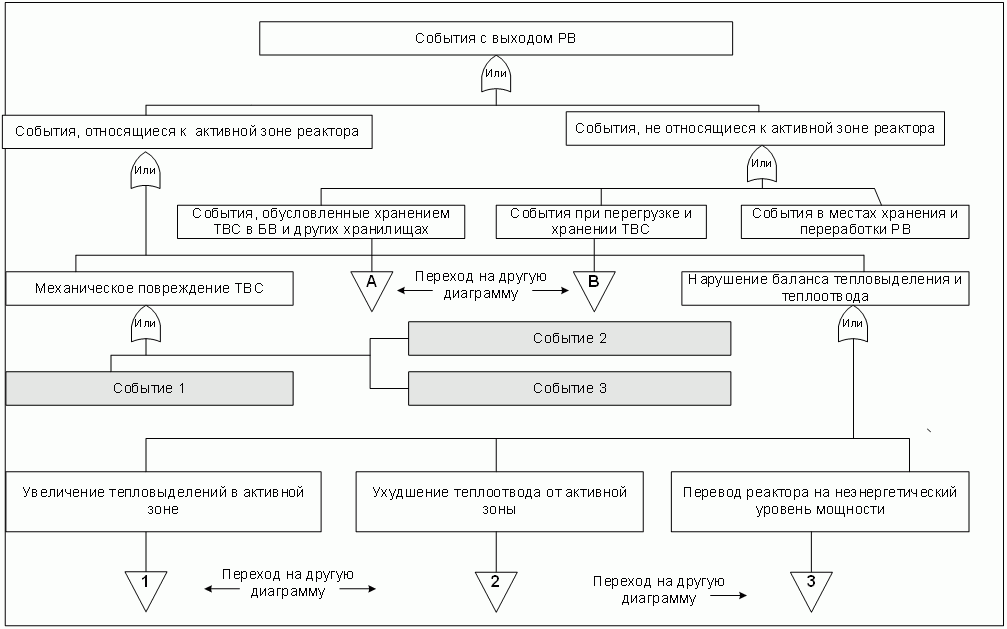 События с выходом РВ
Или
События, относящиеся к активной зоне реактора
События, не относящиеся к активной зоне реактора
Или
Или
События, обусловленные хранением
ТВС в БВ и других хранилищах
События при перегрузке и
хранении ТВС
События в местах хранения и
переработки РВ
Механическое повреждение ТВС
A
Переход на другую
диаграмму
B
Нарушение баланса тепловыделения и
теплоотвода
Или
Или
Событие 2
Событие 1
Событие 3
Увеличение тепловыделений в активной
зоне
Ухудшение теплоотвода от активной
зоны
Перевод реактора на неэнергетический
уровень мощности
1
Переход на другую
диаграмму
2
Переход на другую
диаграмму
3